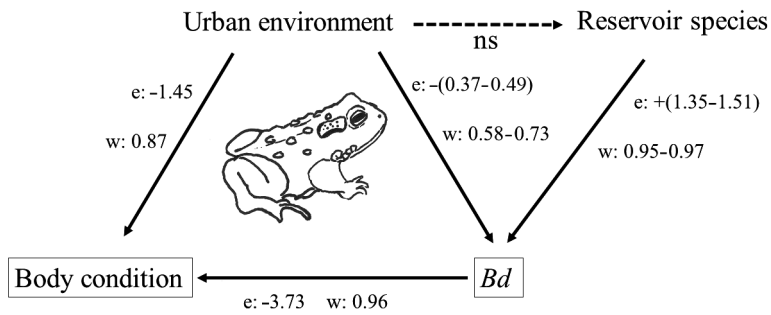 Urban environment
ns
Reservoir species
e: -1.45
w: 0.87
e: -(0.37-0.49)
w: 0.58-0.73
e: +(1.35-1.51)
w: 0.95-0.97
Body condition
Bd
e: -3.73 w: 0.96